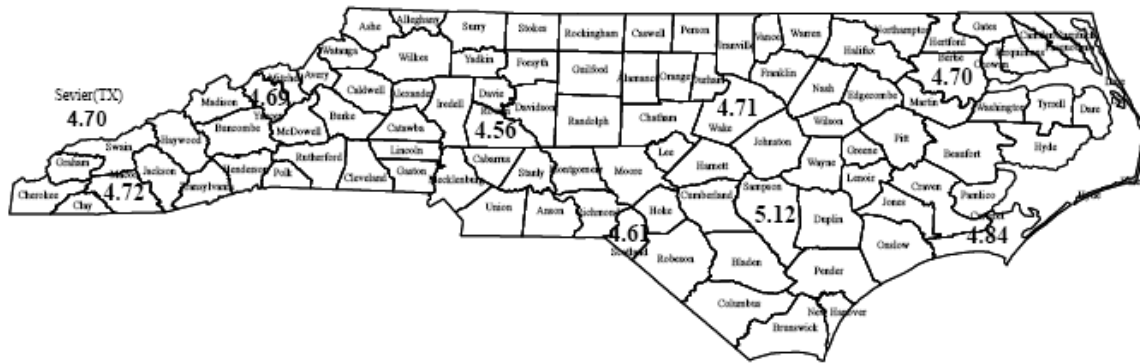 Ashe
Alleghany
Surry
Stokes
Rockingham
Caswell
Person
Vance
Warren
Northampton
Gates
Hertford
Halifax
Granville
Watauga
Wilkes
Yadkin
Forsyth
Guilford
Alamance
Orange
Durham
Franklin
Bertie
4.70
Chowan
Mitchell
Avery
4.69
Sevier(TX)
4.70
Madison
Caldwell
Alexander
Iredell
Davie
Rowan
Davidson
Randolph
Chatham
4.71
Wake
Nash
Edgecombe
Martin
Washington
Tyrrell
Dare
Buncombe
McDowell
Burke
Catawba
4.56
Johnston
Wilson
Pitt
Beaufort
Hyde
Haywood
Swain
Graham
Jackson
Henderson
Polk
Rutherford
Cleveland
Lincoln
Gaston
Mecklenburg
Cabarrus
Stanly
Montgomery
Moore
Lee
Harnett
Wayne
Greene
Lenoir
Craven
Pamlico
Cherokee
Clay
4.72
Union
Anson
Richmond
4.61
Scotland
Hoke
Cumberland
Sampson
5.12
Duplin
Jones
Onslow
4.84
Robeson
Bladen
Pender
Columbus
New Hanover
Brunswick